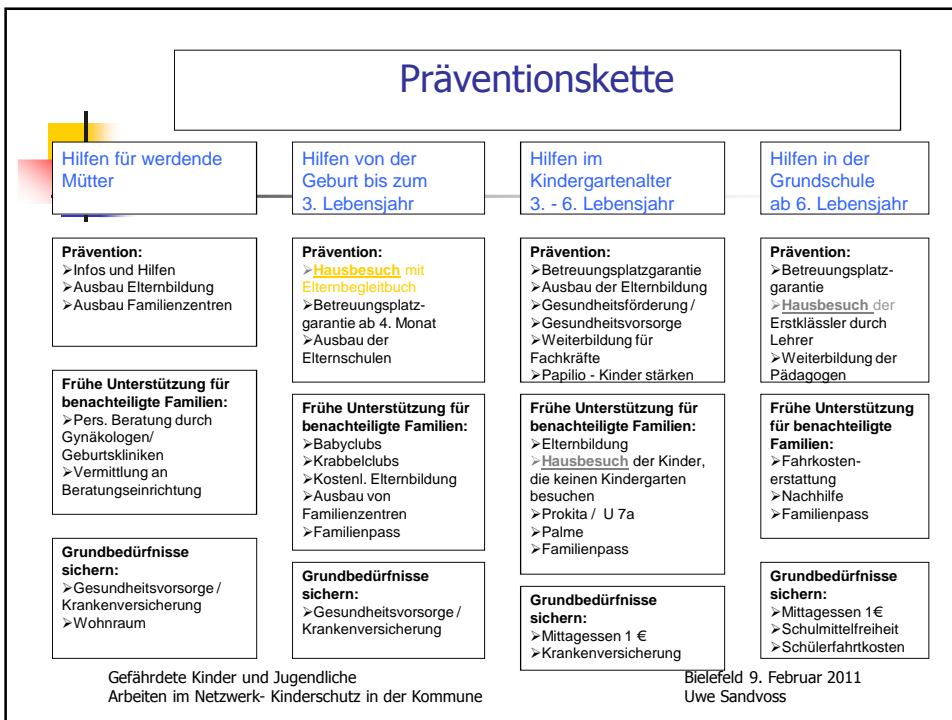 Präventionskette
Hilfen für werdende
Mütter
Prävention:
➢Infos und Hilfen
➢Ausbau Elternbildung
➢Ausbau Familienzentren
Frühe Unterstützung für
benachteiligte Familien:
➢Pers. Beratung durch
Gynäkologen/
Geburtskliniken
➢Vermittlung an
Beratungseinrichtung
Grundbedürfnisse
sichern:
➢Gesundheitsvorsorge /
Krankenversicherung
➢Wohnraum
Hilfen von der
Geburt bis zum
3. Lebensjahr
Prävention:
➢Hausbesuch mit
Elternbegleitbuch
➢Betreuungsplatz-
garantie ab 4. Monat
➢Ausbau der
Elternschulen
Frühe Unterstützung für
benachteiligte Familien:
➢Babyclubs
➢Krabbelclubs
➢Kostenl. Elternbildung
➢Ausbau von
Familienzentren
➢Familienpass
Grundbedürfnisse
sichern:
➢Gesundheitsvorsorge /
Krankenversicherung
Hilfen im
Kindergartenalter
3. - 6. Lebensjahr
Prävention:
➢Betreuungsplatzgarantie
➢Ausbau der Elternbildung
➢Gesundheitsförderung /
➢Gesundheitsvorsorge
➢Weiterbildung für
Fachkräfte
➢Papilio - Kinder stärken
Frühe Unterstützung für
benachteiligte Familien:
➢Elternbildung
➢Hausbesuch der Kinder,
die keinen Kindergarten
besuchen
➢Prokita / U 7a
➢Palme
➢Familienpass
Grundbedürfnisse
sichern:
➢Mittagessen 1 €
➢Krankenversicherung
Hilfen in der
Grundschule
ab 6. Lebensjahr
Prävention:
➢Betreuungsplatz-
garantie
➢Hausbesuch der
Erstklässler durch
Lehrer
➢Weiterbildung der
Pädagogen
Frühe Unterstützung
für benachteiligte
Familien:
➢Fahrkosten-
erstattung
➢Nachhilfe
➢Familienpass
Grundbedürfnisse
sichern:
➢Mittagessen 1€
➢Schulmittelfreiheit
➢Schülerfahrtkosten
Gefährdete Kinder und Jugendliche
Arbeiten im Netzwerk- Kinderschutz in der Kommune
Bielefeld 9. Februar 2011
Uwe Sandvoss